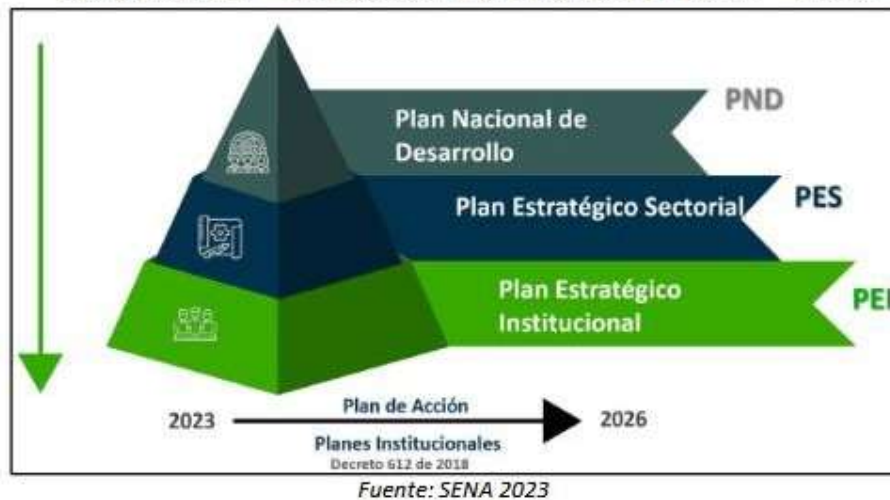 Plan Nacional de
Desarrollo
PND
Plan Estratégico Sectorial
PES
Plan Estratégico
Institucional
PEI
2023
Plan de Acción
2026
Planes Institucionales
Decreto 612 de 2018
Fuente: SENA 2023